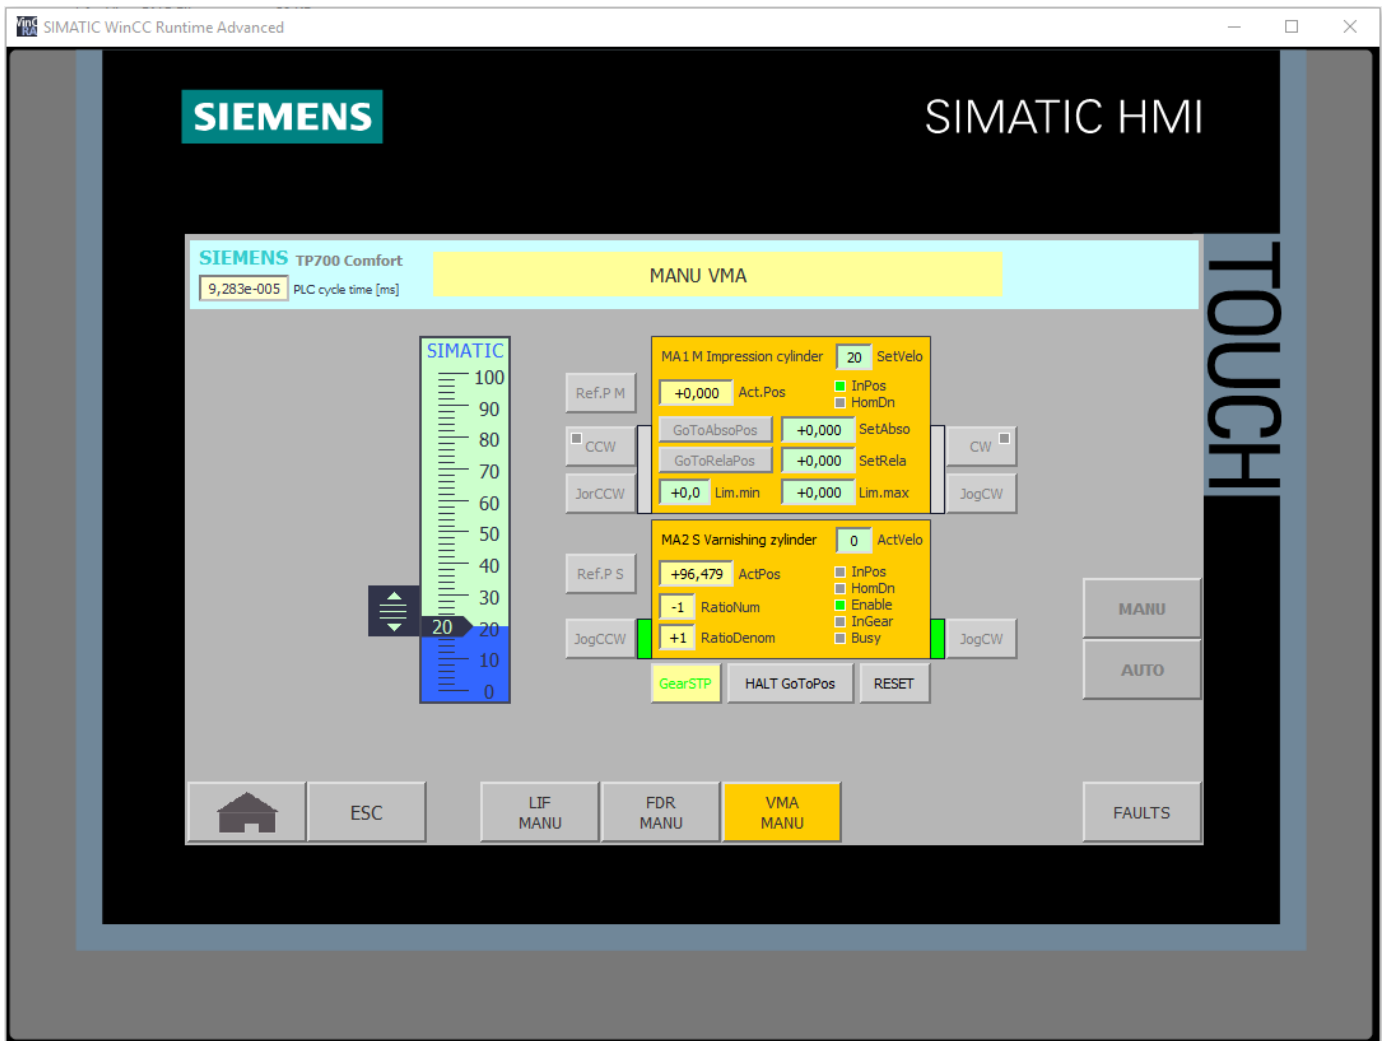 SIMATIC WinCC Runtime Advanced
SIEMENS
SIMATIC HMI
TOUCH
SIEMENS TP700 Comfort
9,283e-005 PLC cycle time [ms]
MANU VMA
SIMATIC
100
90
80
70
60
50
40
30
20
20
10
0
MA1 M Impression cylinder 20 SetVelo
Ref.P M
+0,000 Act.Pos
InPos
HomDn
CCW
GoToAbsoPos +0,000 SetAbso
CW
GoToRelaPos +0,000 SetRela
JorCCW
+0,0 Lim.min +0,000 Lim.max
JogCW
MA2 S Varnishing zylinder 0 ActVelo
Ref.P S
+96,479 ActPos
InPos
HomDn
-1 RatioNum
Enable
InGear
JogCCW
+1 RatioDenom
Busy
JogCW
GearSTP HALT GoToPos RESET
MANU
AUTO
ESC
LIF
MANU
FDR
MANU
VMA
MANU
FAULTS